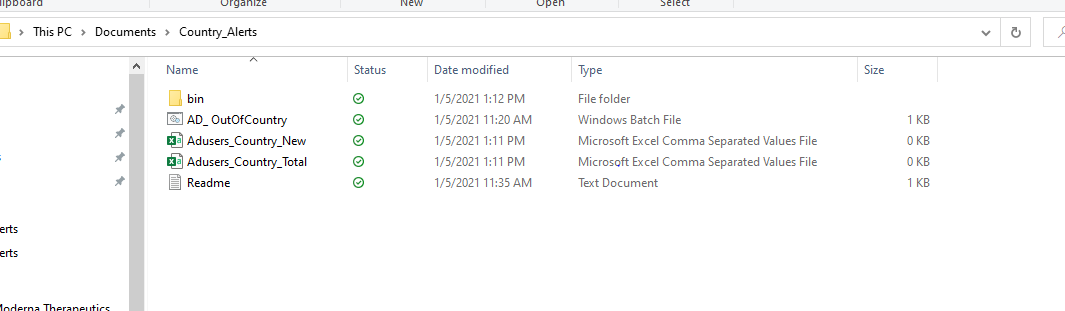 lipboard Organize New Open Select
This PC > Documents > Country_Alerts
Name Status Date modified Type Size
bin 1/5/2021 1:12 PM File folder
AD_ OutOfCountry 1/5/2021 11:20 AM Windows Batch File 1 KB
Adusers_Country_New 1/5/2021 1:11 PM Microsoft Excel Comma Separated Values File 0 KB
Adusers_Country_Total 1/5/2021 1:11 PM Microsoft Excel Comma Separated Values File 0 KB
Readme 1/5/2021 11:35 AM Text Document 1 KB
erts
erts
Moderna Therapeutics